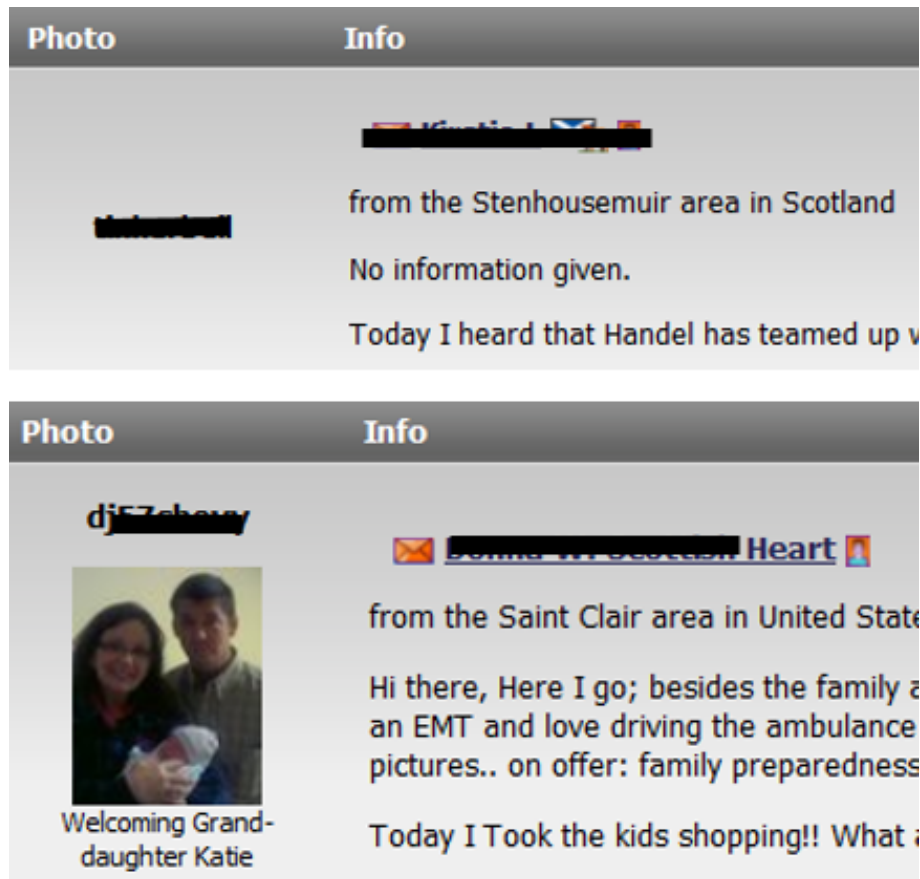 Photo Info
from the Stenhousemuir area in Scotland
No information given.
Today I heard that Handel has teamed up
Photo Info
Heart
from the Saint Clair area in United State
Hi there, Here I go; besides the family a
an EMT and love driving the ambulance
pictures.. on offer: family preparedness
Welcoming Grand-
daughter Katie
Today I Took the kids shopping!! What a